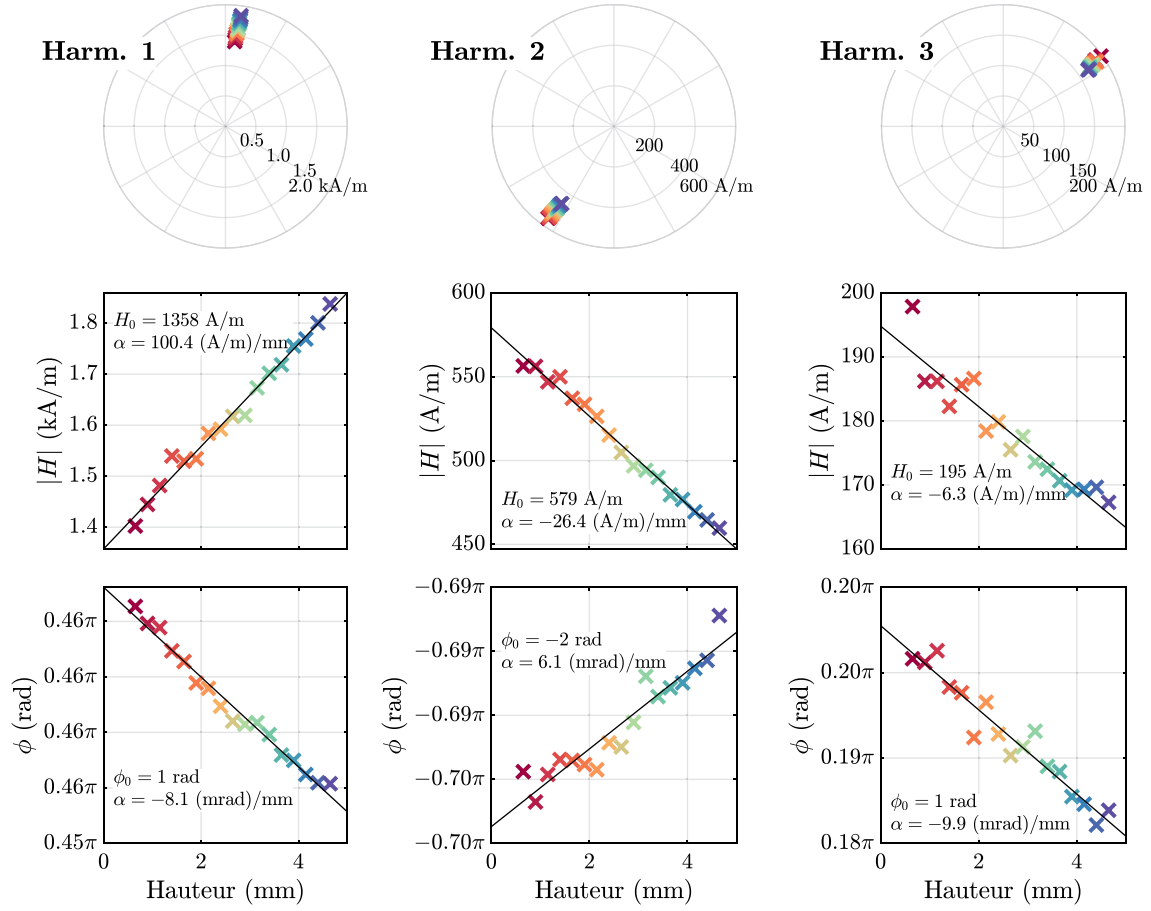 Harm. 1
0.5
1.0
1.5
2.0 kA/m
Harm. 2
200
400
600 A/m
Harm. 3
50
100
150
200 A/m
|H| (kA/m)
1.8
1.7
1.6
1.5
1.4
H₀ = 1358 A/m
α = 100.4 (A/m)/mm
|H| (A/m)
600
550
500
450
H₀ = 579 A/m
α = −26.4 (A/m)/mm
|H| (A/m)
200
190
180
170
160
H₀ = 195 A/m
α = −6.3 (A/m)/mm
ϕ (rad)
0.46π
0.46π
0.46π
0.46π
0.45π
ϕ₀ = 1 rad
α = −8.1 (mrad)/mm
0 2 4
Hauteur (mm)
ϕ (rad)
−0.69π
−0.69π
−0.69π
−0.70π
−0.70π
ϕ₀ = −2 rad
α = 6.1 (mrad)/mm
0 2 4
Hauteur (mm)
ϕ (rad)
0.20π
0.20π
0.19π
0.18π
ϕ₀ = 1 rad
α = −9.9 (mrad)/mm
0 2 4
Hauteur (mm)